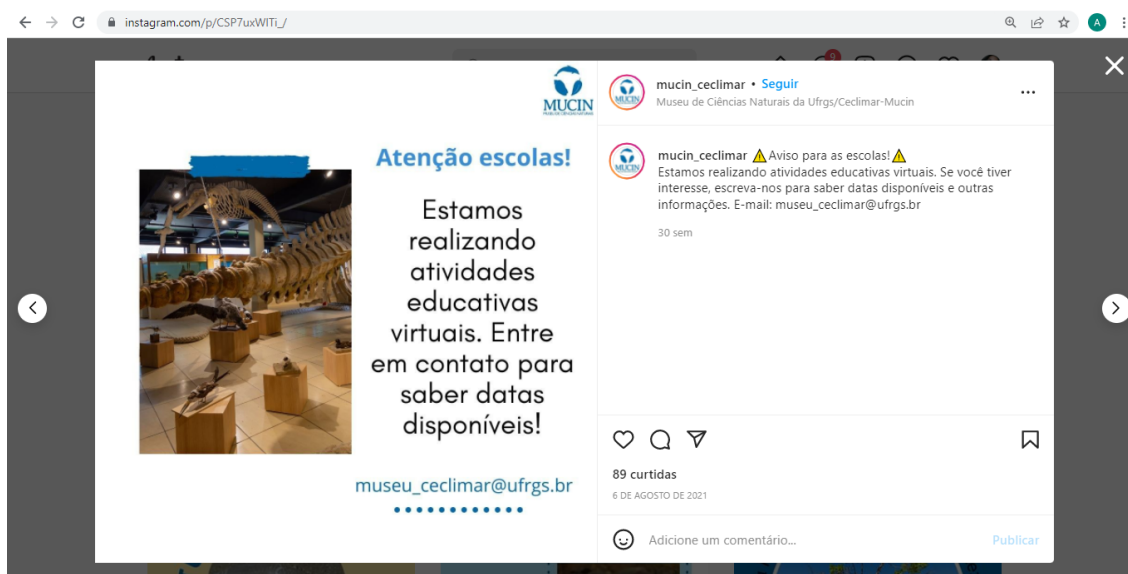 instagram.com/p/CSP7uxWITi_/
A
9
MUCIN
Atenção escolas!
Estamos
realizando
atividades
educativas
virtuais. Entre
em contato para
saber datas
disponíveis!
museu_ceclimar@ufrgs.br
MUCIN
mucin_ceclimar • Seguir
Museu de Ciências Naturais da Ufrgs/Ceclimar-Mucin
MUCIN
mucin_ceclimar ⚠Aviso para as escolas!⚠
Estamos realizando atividades educativas virtuais. Se você tiver
interesse, escreva-nos para saber datas disponíveis e outras
informações. E-mail: museu_ceclimar@ufrgs.br
30 sem
89 curtidas
6 DE AGOSTO DE 2021
Adicione um comentário...
Publicar